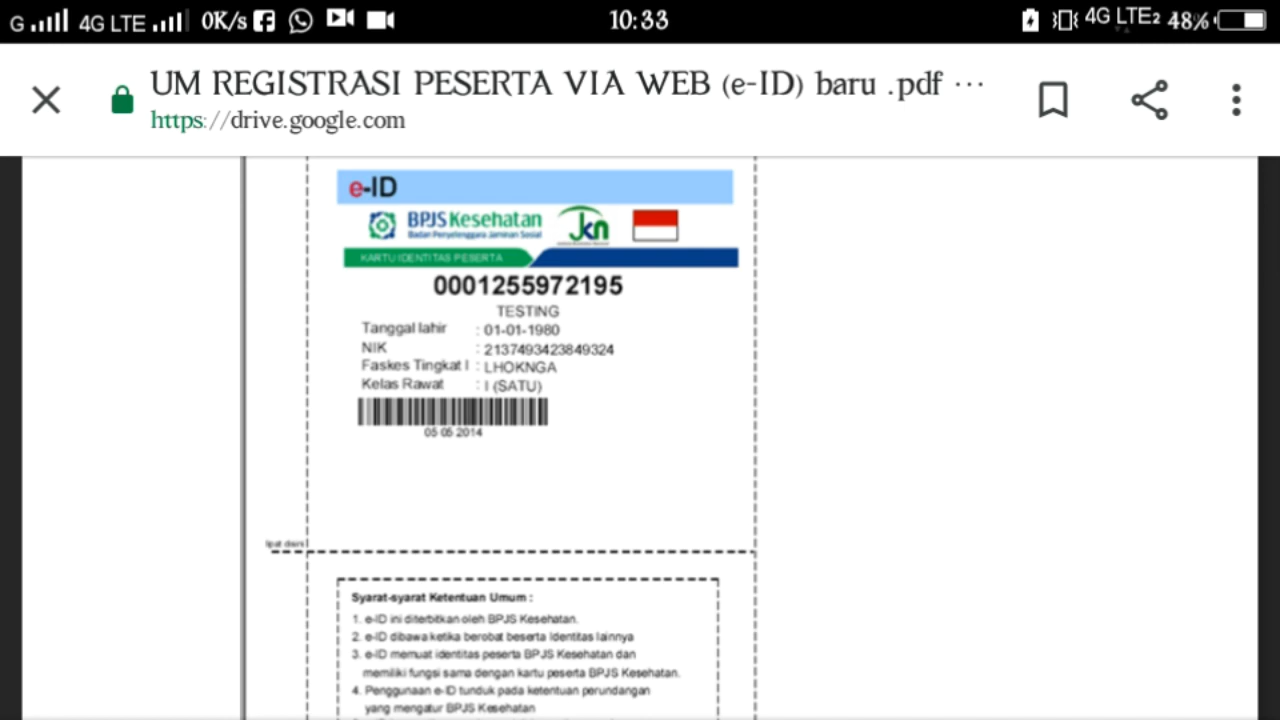 G 4G LTE 0K/s 10:33 4G LTE2 48%
UM REGISTRASI PESERTA VIA WEB (e-ID) baru .pdf ...
https://drive.google.com
e-ID
BPJS Kesehatan
Badan Penyelenggara Jaminan Sosial
jkn
KARTU IDENTITAS PESERTA
0001255972195
TESTING
Tanggal lahir : 01-01-1980
NIK : 2137493423849324
Faskes Tingkat I : LHOKNGA
Kelas Rawat : I (SATU)
05 05 2014
lipat disini
Syarat-syarat Ketentuan Umum :
1. e-ID ini diterbitkan oleh BPJS Kesehatan.
2. e-ID dibawa ketika berobat beserta Identitas lainnya
3. e-ID memuat identitas peserta BPJS Kesehatan dan
memiliki fungsi sama dengan kartu peserta BPJS Kesehatan.
4. Penggunaan e-ID tunduk pada ketentuan perundangan
yang mengatur BPJS Kesehatan